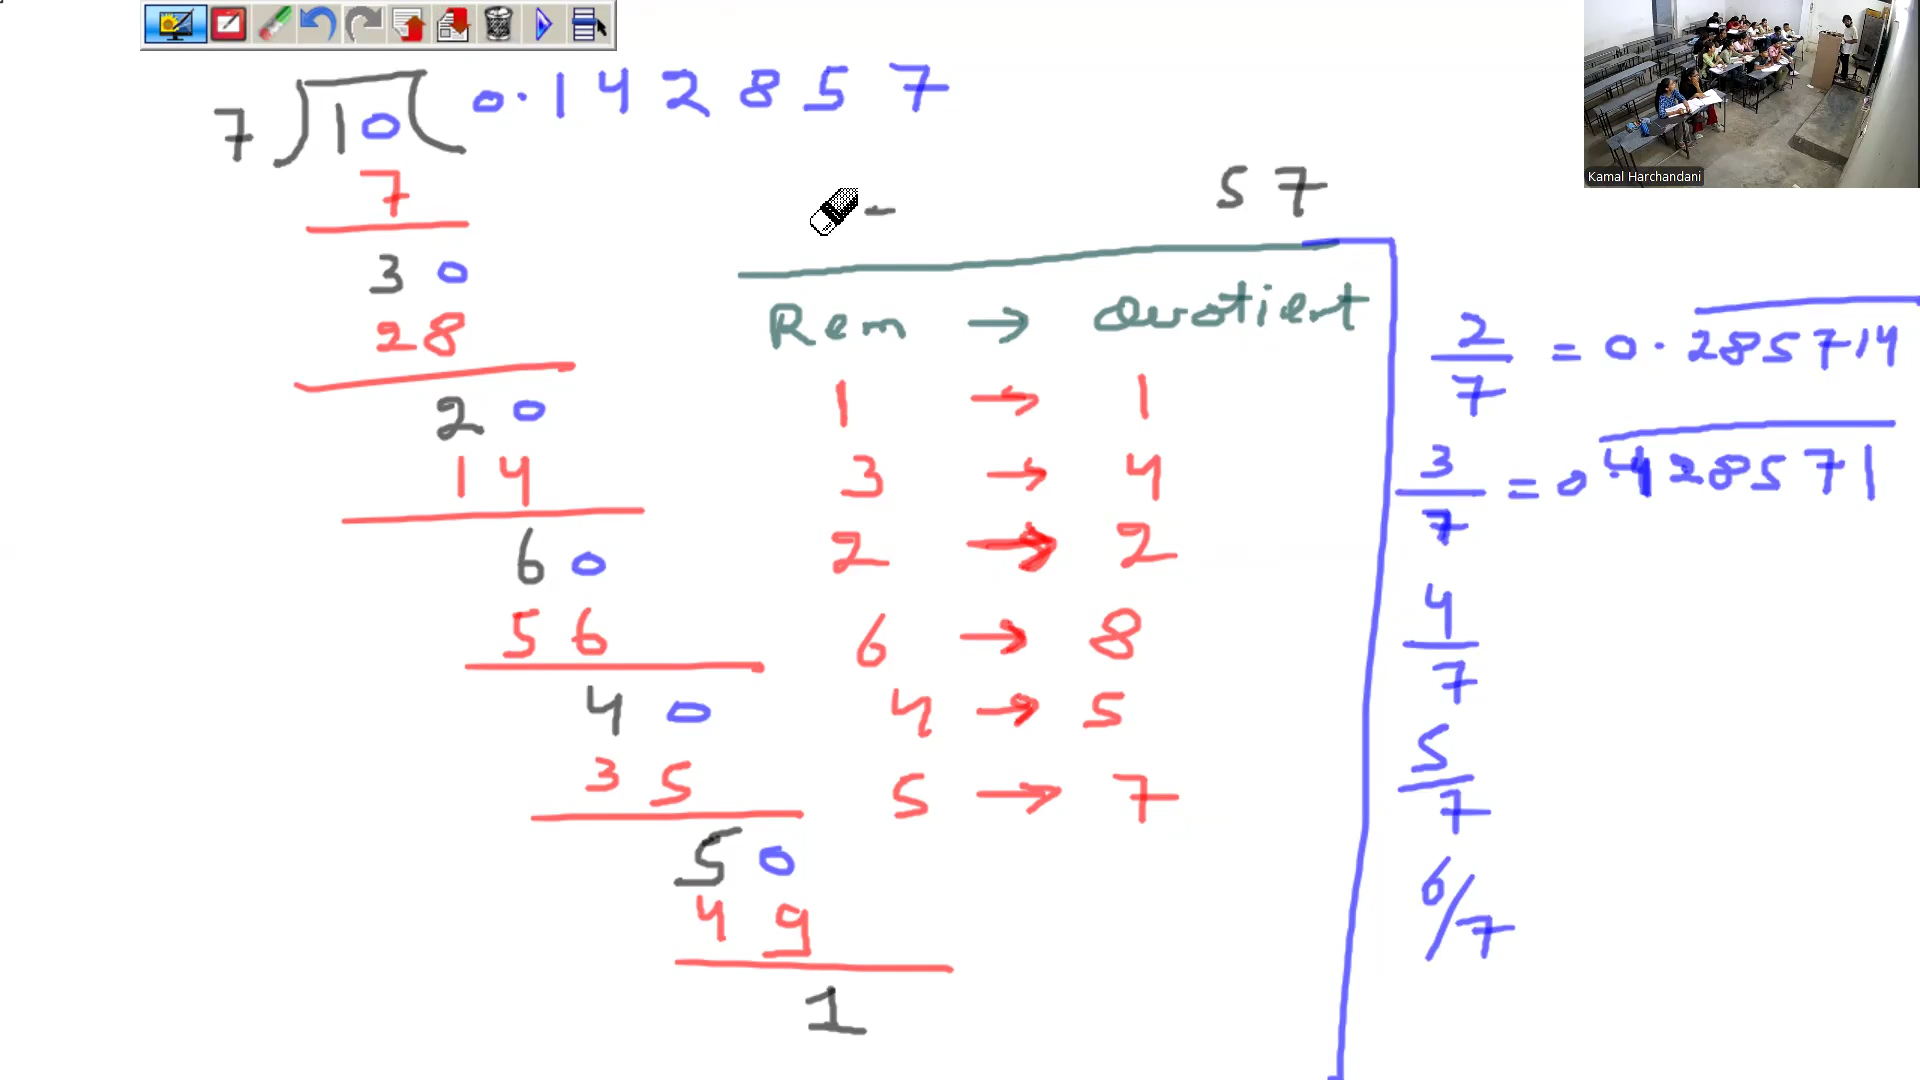 0.142857
7)10(
7
30
28
20
14
60
56
40
35
50
49
1
-
57
Rem → Quotient
1 → 1
3 → 4
2 → 2
6 → 8
4 → 5
5 → 7
2/7 = 0.285714
3/7 = 0.428571
4/7
5/7
6/7
Kamal Harchandani